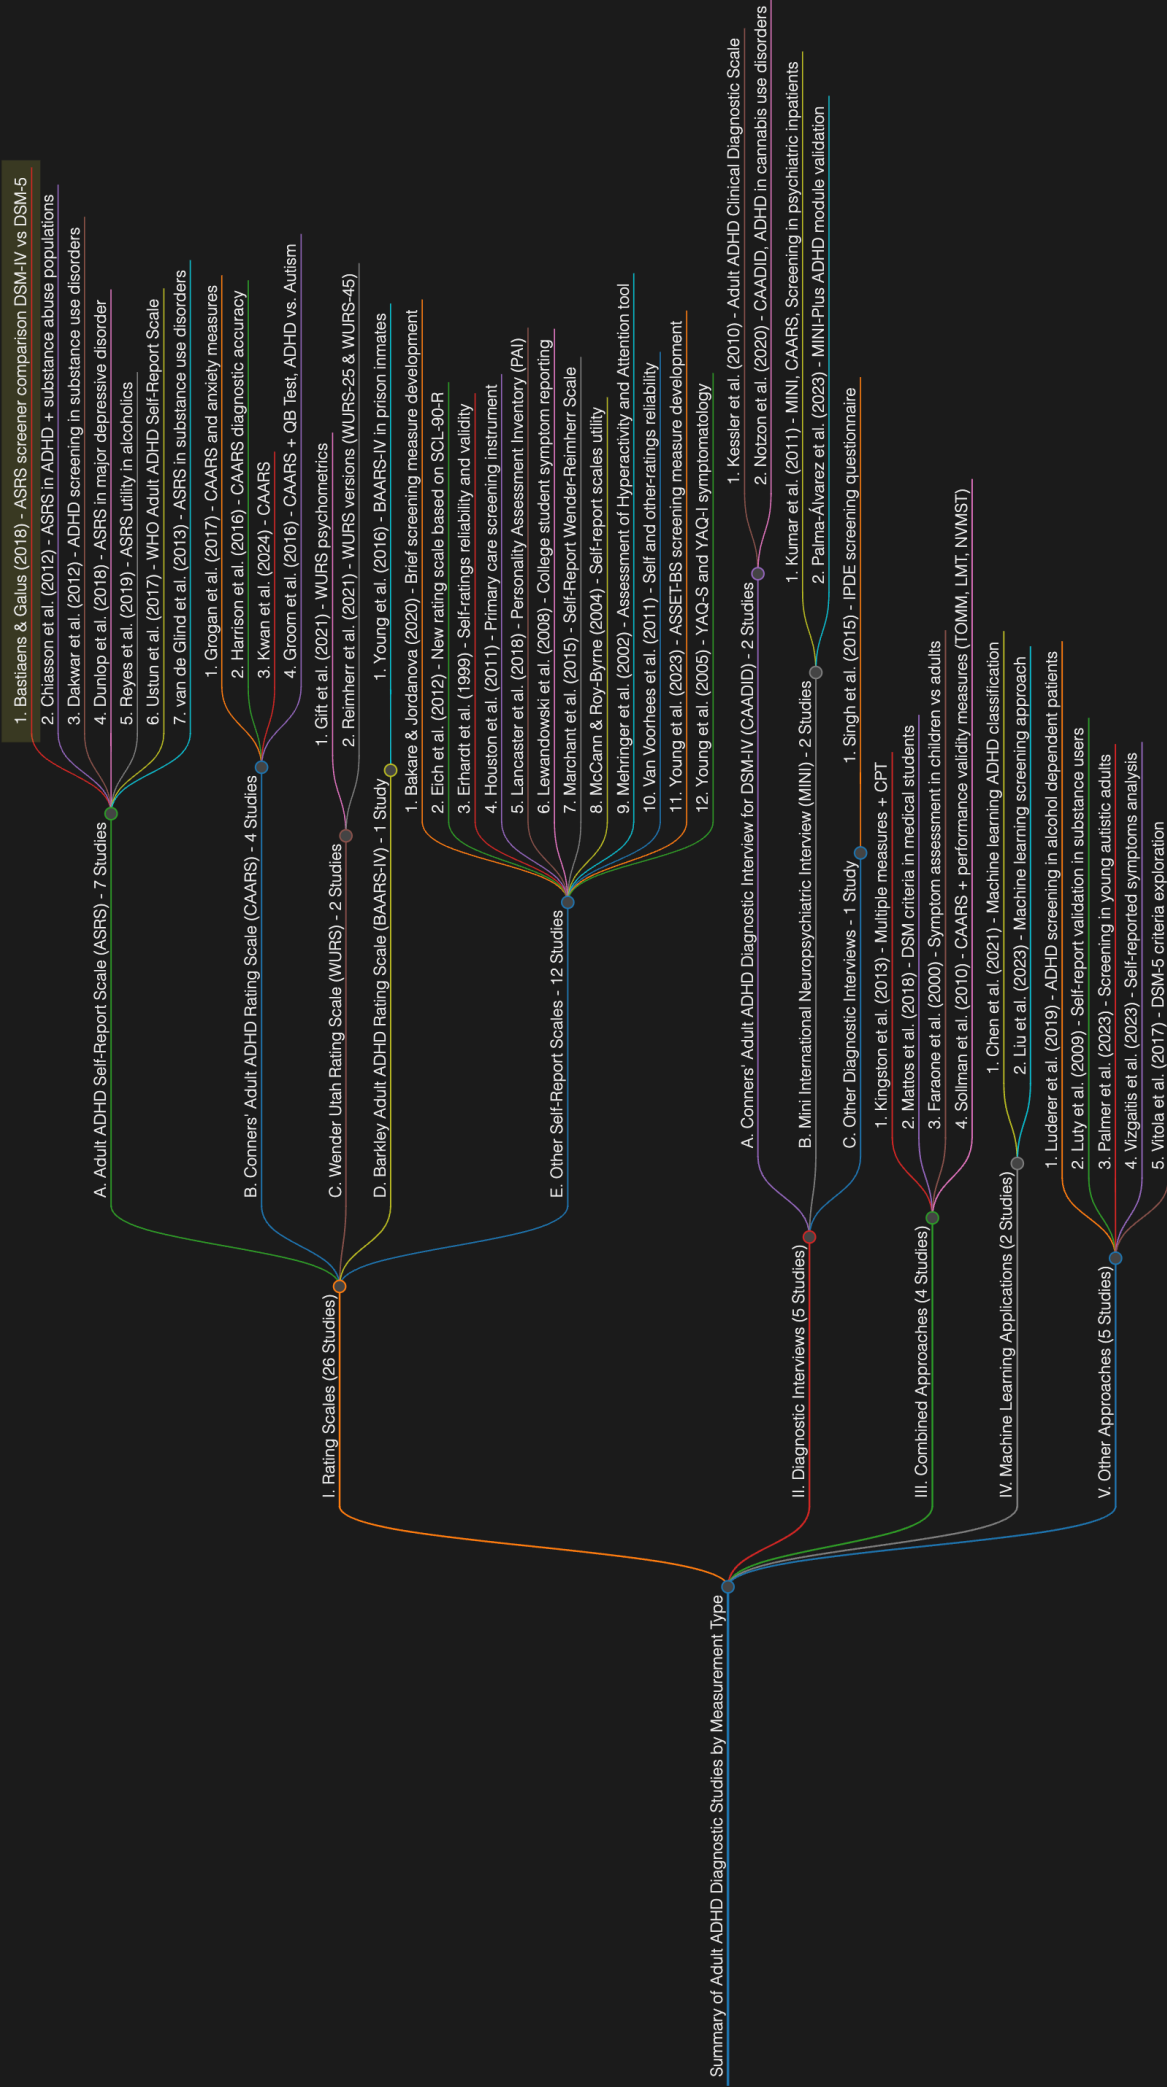 Summary of Adult ADHD Diagnostic Studies by Measurement Type
I. Rating Scales (26 Studies)
A. Adult ADHD Self-Report Scale (ASRS) - 7 Studies
1. Bastiaens & Galus (2018) - ASRS screener comparison DSM-IV vs DSM-5
2. Chiasson et al. (2012) - ASRS in ADHD + substance abuse populations
3. Dakwar et al. (2012) - ADHD screening in substance use disorders
4. Dunlop et al. (2018) - ASRS in major depressive disorder
5. Reyes et al. (2019) - ASRS utility in alcoholics
6. Ustun et al. (2017) - WHO Adult ADHD Self-Report Scale
7. van de Glind et al. (2013) - ASRS in substance use disorders
B. Conners' Adult ADHD Rating Scale (CAARS) - 4 Studies
1. Grogan et al. (2017) - CAARS and anxiety measures
2. Harrison et al. (2016) - CAARS diagnostic accuracy
3. Kwan et al. (2024) - CAARS
4. Groom et al. (2016) - CAARS + QB Test, ADHD vs. Autism
C. Wender Utah Rating Scale (WURS) - 2 Studies
1. Gift et al. (2021) - WURS psychometrics
2. Reimherr et al. (2021) - WURS versions (WURS-25 & WURS-45)
D. Barkley Adult ADHD Rating Scale (BAARS-IV) - 1 Study
1. Young et al. (2016) - BAARS-IV in prison inmates
E. Other Self-Report Scales - 12 Studies
1. Bakare & Jordanova (2020) - Brief screening measure development
2. Eich et al. (2012) - New rating scale based on SCL-90-R
3. Erhardt et al. (1999) - Self-ratings reliability and validity
4. Houston et al. (2011) - Primary care screening instrument
5. Lancaster et al. (2018) - Personality Assessment Inventory (PAI)
6. Lewandowski et al. (2008) - College student symptom reporting
7. Marchant et al. (2015) - Self-Report Wender-Reimherr Scale
8. McCann & Roy-Byrne (2004) - Self-report scales utility
9. Mehringer et al. (2002) - Assessment of Hyperactivity and Attention tool
10. Van Voorhees et al. (2011) - Self and other-ratings reliability
11. Young et al. (2023) - ASSET-BS screening measure development
12. Young et al. (2005) - YAQ-S and YAQ-I symptomatology
II. Diagnostic Interviews (5 Studies)
A. Conners' Adult ADHD Diagnostic Interview for DSM-IV (CAADID) - 2 Studies
1. Kessler et al. (2010) - Adult ADHD Clinical Diagnostic Scale
2. Notzon et al. (2020) - CAADID, ADHD in cannabis use disorders
B. Mini International Neuropsychiatric Interview (MINI) - 2 Studies
1. Kumar et al. (2011) - MINI, CAARS, Screening in psychiatric inpatients
2. Palma-Álvarez et al. (2023) - MINI-Plus ADHD module validation
C. Other Diagnostic Interviews - 1 Study
1. Singh et al. (2015) - IPDE screening questionnaire
III. Combined Approaches (4 Studies)
1. Kingston et al. (2013) - Multiple measures + CPT
2. Mattos et al. (2018) - DSM criteria in medical students
3. Faraone et al. (2000) - Symptom assessment in children vs adults
4. Sollman et al. (2010) - CAARS + performance validity measures (TOMM, LMT, NVMST)
IV. Machine Learning Applications (2 Studies)
1. Chen et al. (2021) - Machine learning ADHD classification
2. Liu et al. (2023) - Machine learning screening approach
V. Other Approaches (5 Studies)
1. Luderer et al. (2019) - ADHD screening in alcohol dependent patients
2. Luty et al. (2009) - Self-report validation in substance users
3. Palmer et al. (2023) - Screening in young autistic adults
4. Vizgaitis et al. (2023) - Self-reported symptoms analysis
5. Vitola et al. (2017) - DSM-5 criteria exploration